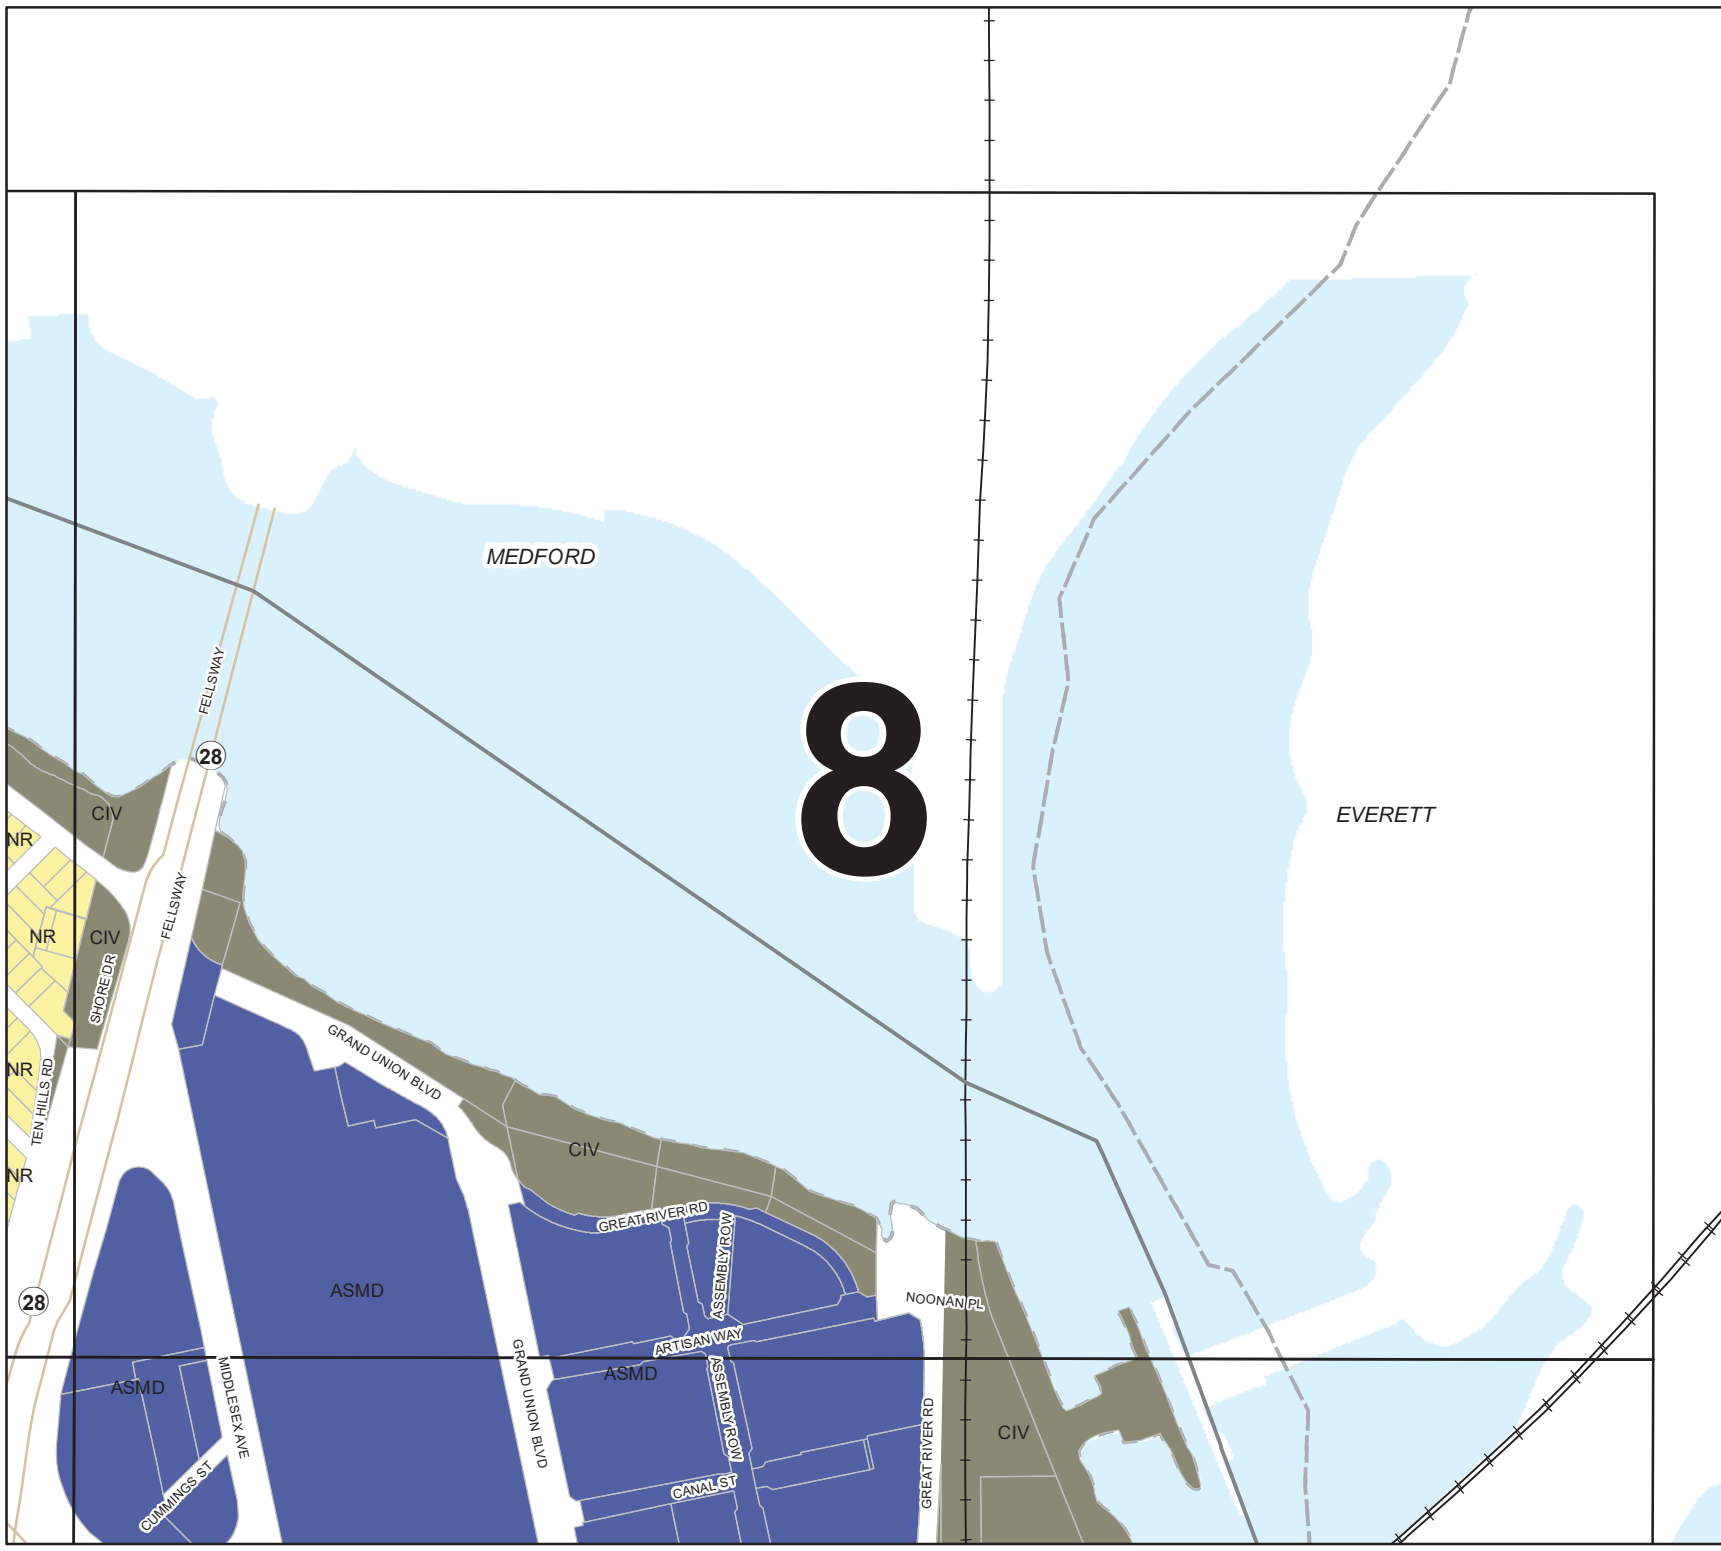 MEDFORD
FELLSWAY
28
8
CIV
EVERETT
NR
FELLSWAY
NR
CIV
SHORE DR
GRAND UNION BLVD
NR
TEN HILLS RD
CIV
NR
GREAT RIVER RD
ASSEMBLY ROW
ASMD
28
NOONAN PL
ARTISAN WAY
ASMD
ASMD
MIDDLESEX AVE
GRAND UNION BLVD
ASSEMBLY ROW
CIV
GREAT RIVER RD
CANAL ST
CUMMINGS ST